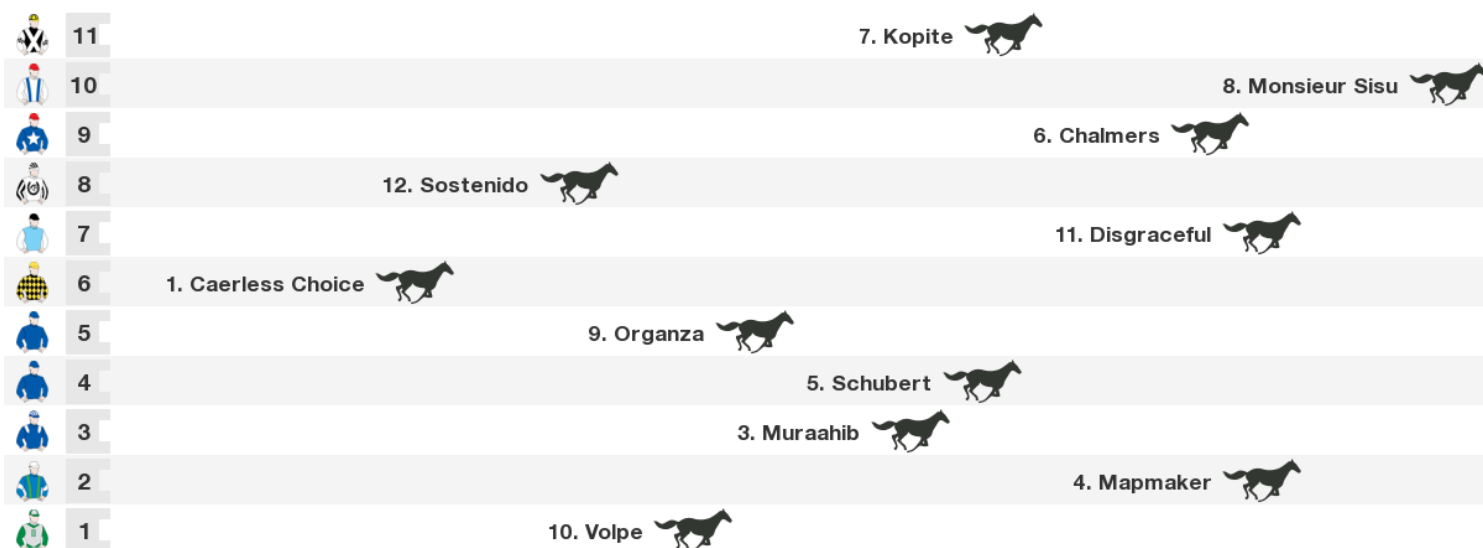 11 7. Kopite
10 8. Monsieur Sisu
9 6. Chalmers
8 12. Sostenido
7 11. Disgraceful
6 1. Caerless Choice
5 9. Organza
4 5. Schubert
3 3. Muraahib
2 4. Mapmaker
1 10. Volpe